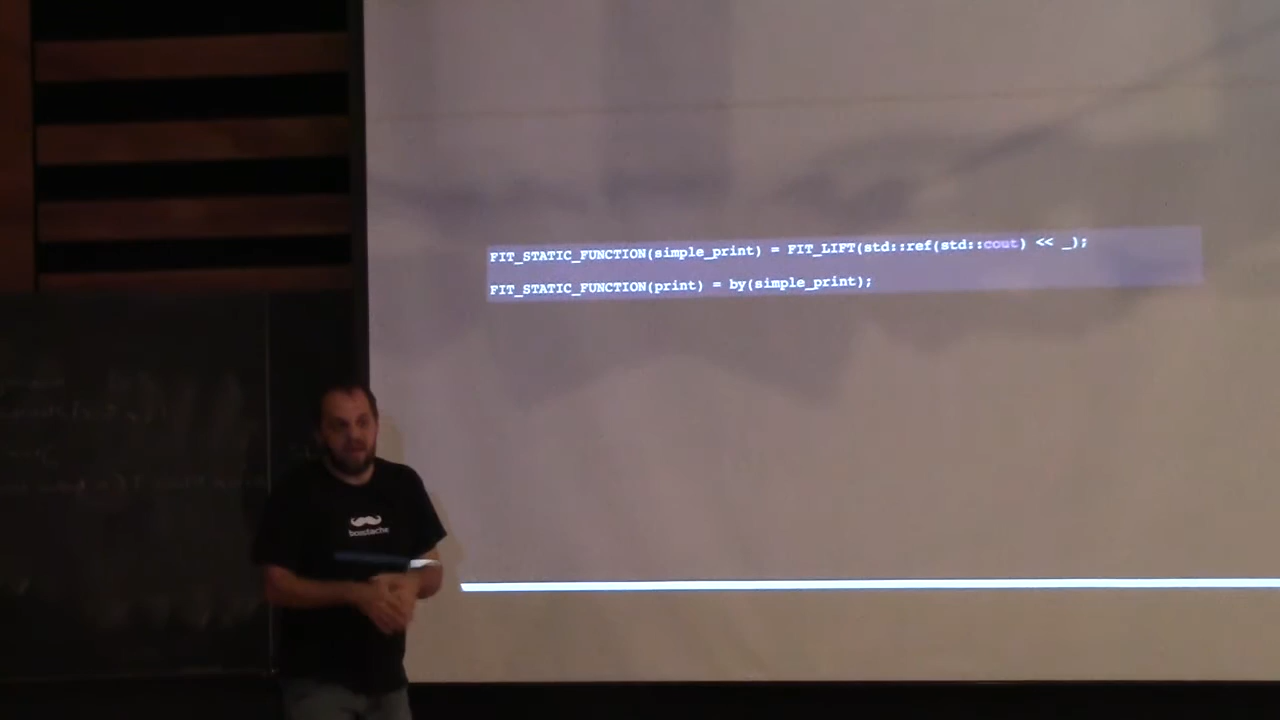 FIT_STATIC_FUNCTION(simple_print) = FIT_LIFT(std::ref(std::cout) << _);
FIT_STATIC_FUNCTION(print) = by(simple_print);
boostache